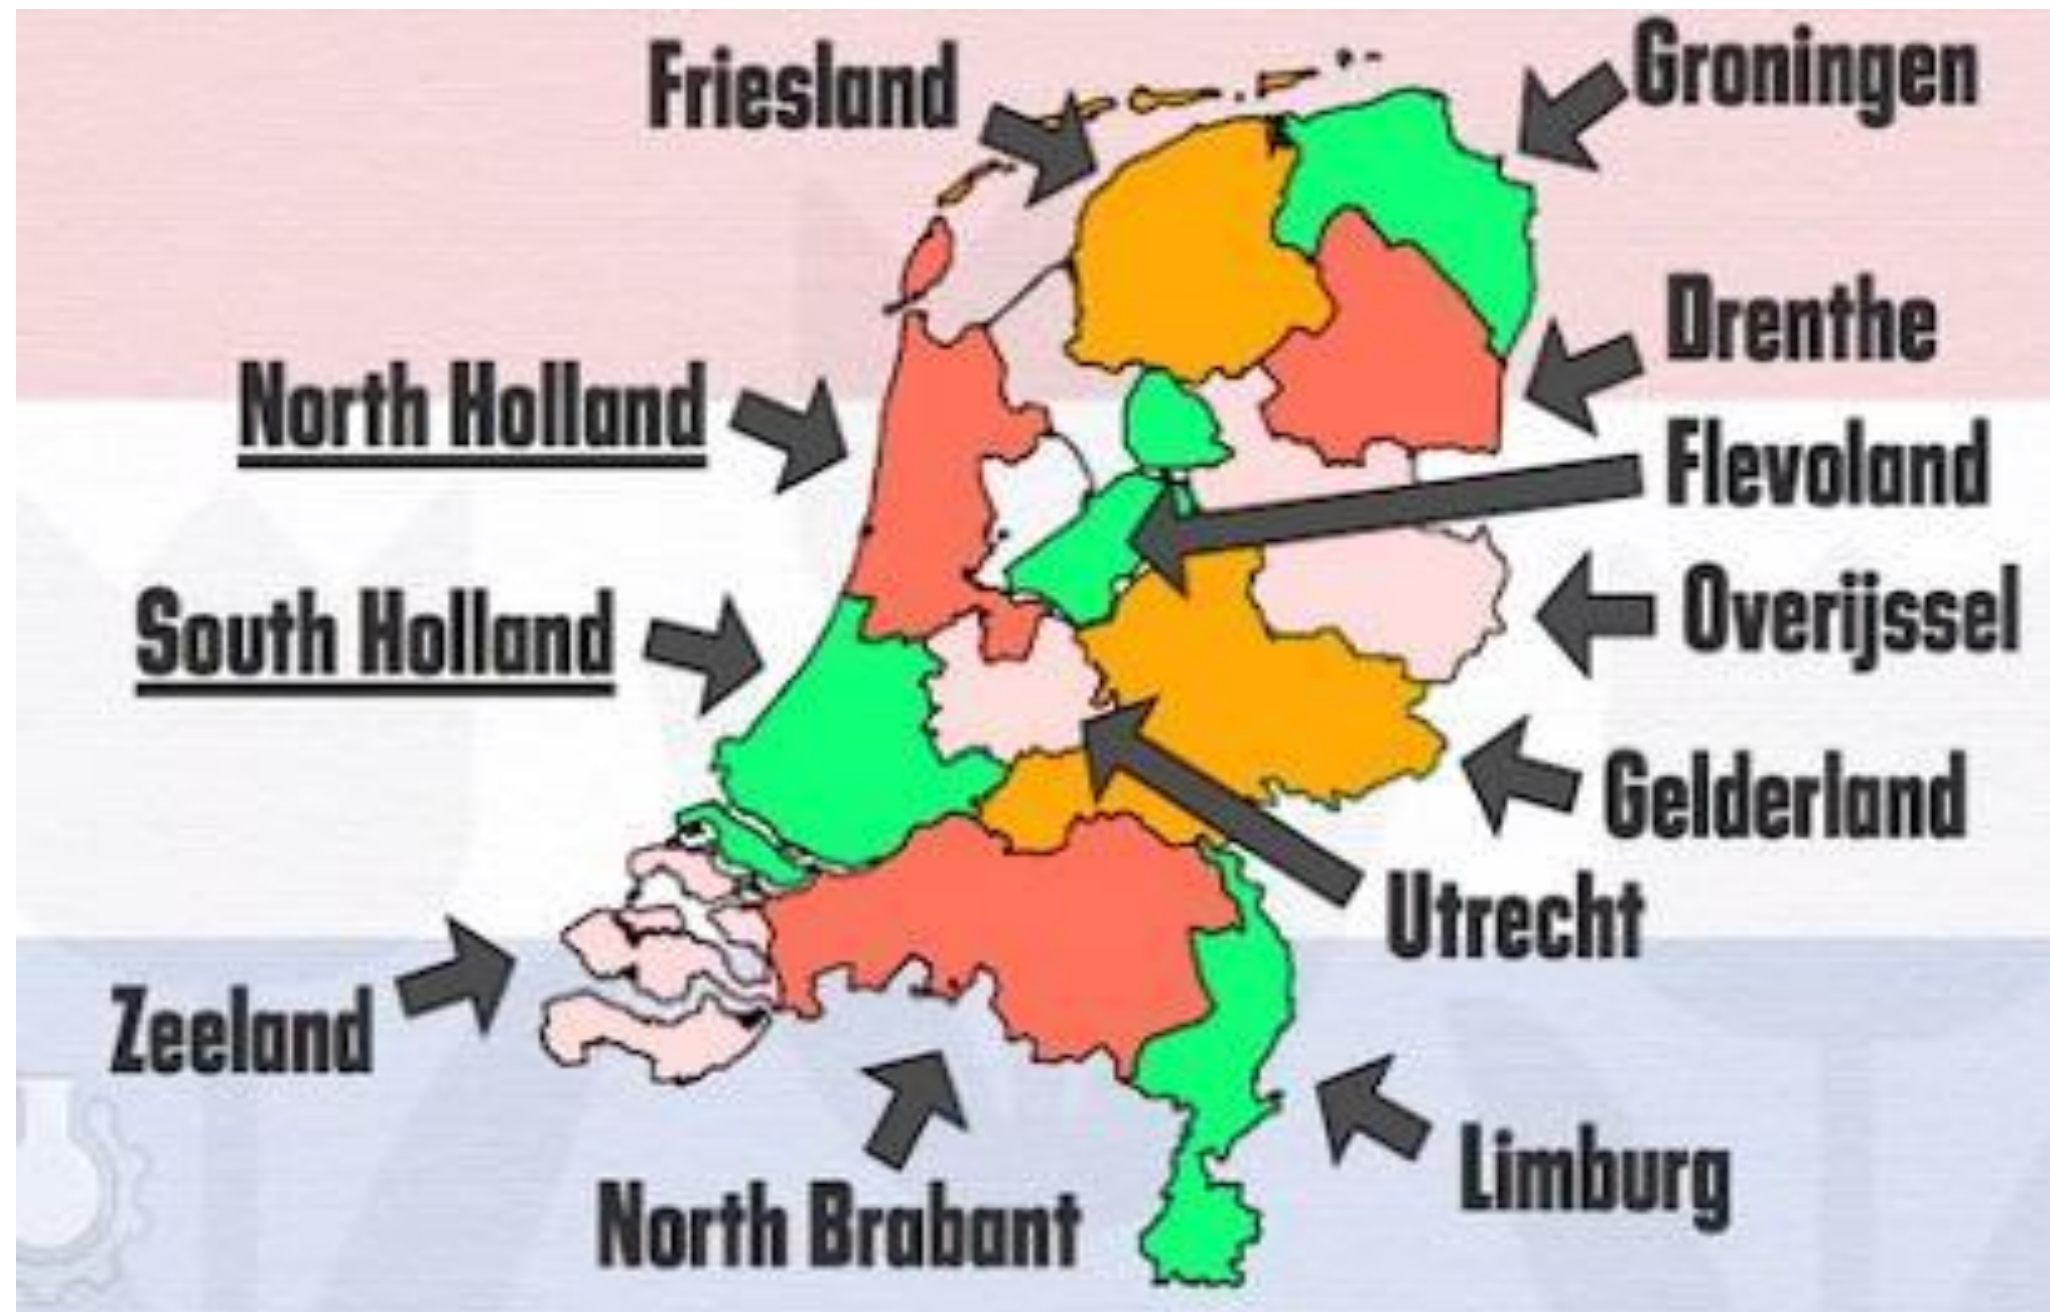 Friesland
Groningen
Drenthe
North Holland
Flevoland
Overijssel
South Holland
Gelderland
Utrecht
Zeeland
Limburg
North Brabant